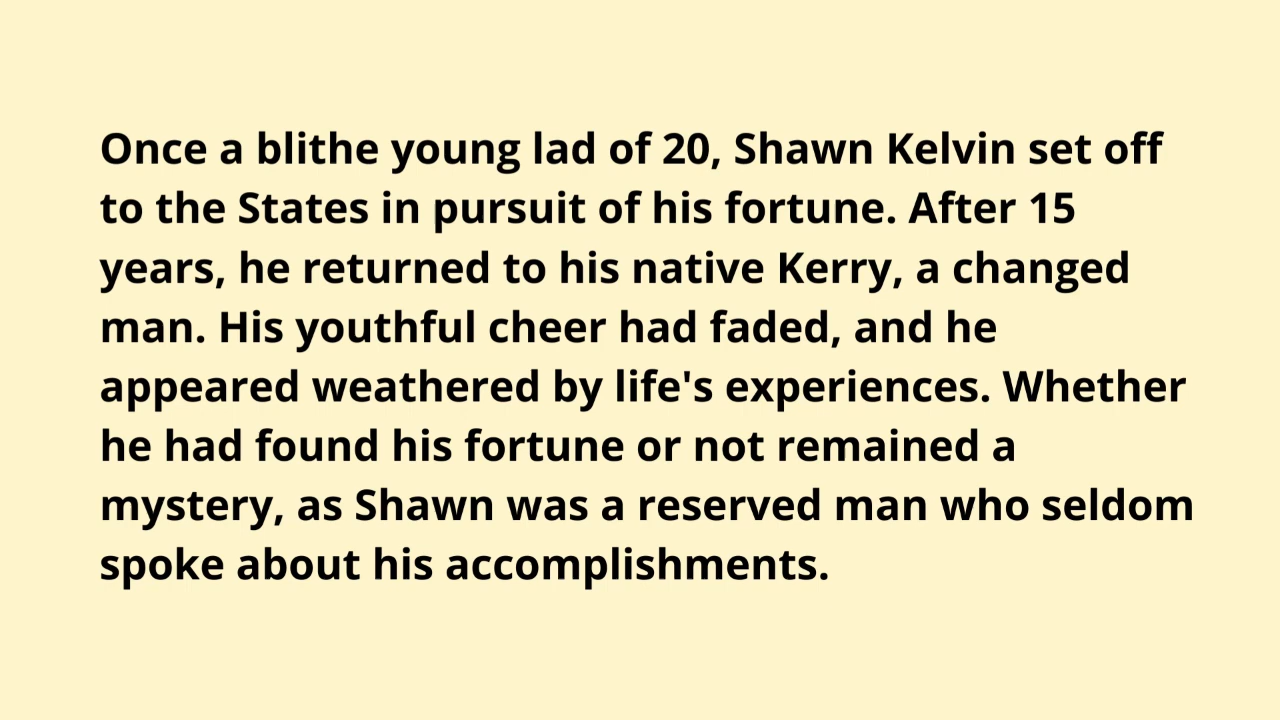 Once a blithe young lad of 20, Shawn Kelvin set off
to the States in pursuit of his fortune. After 15
years, he returned to his native Kerry, a changed
man. His youthful cheer had faded, and he
appeared weathered by life's experiences. Whether
he had found his fortune or not remained a
mystery, as Shawn was a reserved man who seldom
spoke about his accomplishments.